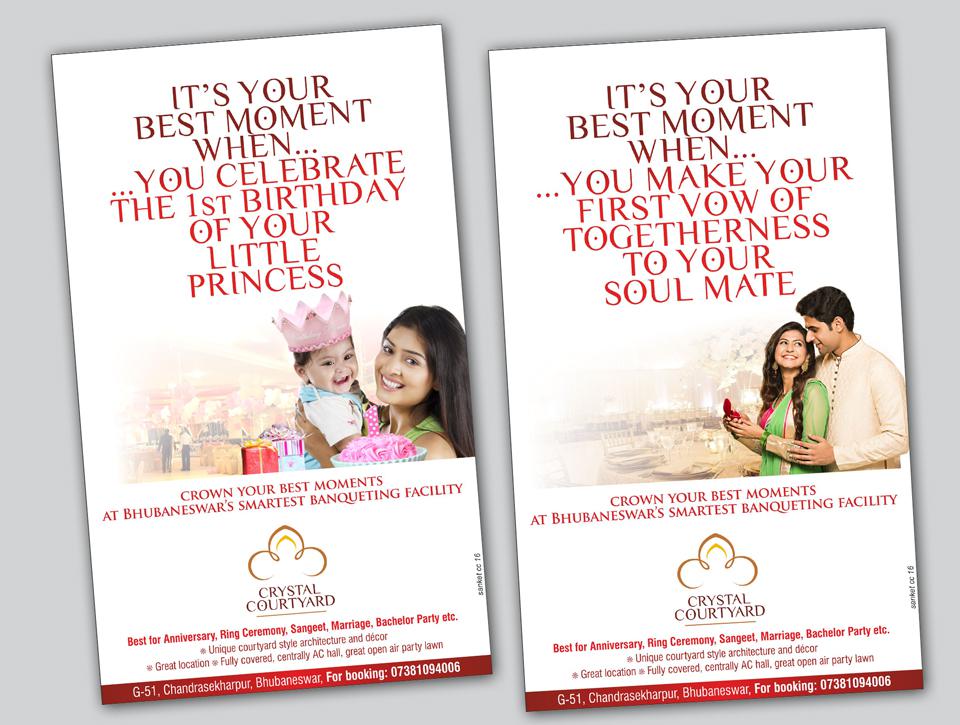 IT'S YOUR
BEST MOMENT
WHEN...
...YOU CELEBRATE
THE 1ST BIRTHDAY
OF YOUR
LITTLE
PRINCESS
CROWN YOUR BEST MOMENTS
AT BHUBANESWAR'S SMARTEST BANQUETING FACILITY
CRYSTAL
COURTYARD
sanket cc 16
Best for Anniversary, Ring Ceremony, Sangeet, Marriage, Bachelor Party etc.
❋ Unique courtyard style architecture and décor
❋ Great location ❋ Fully covered, centrally AC hall, great open air party lawn
G-51, Chandrasekharpur, Bhubaneswar, For booking: 07381094006
IT'S YOUR
BEST MOMENT
WHEN...
...YOU MAKE YOUR
FIRST VOW OF
TOGETHERNESS
TO YOUR
SOUL MATE
CROWN YOUR BEST MOMENTS
AT BHUBANESWAR'S SMARTEST BANQUETING FACILITY
CRYSTAL
COURTYARD
sanket cc 16
Best for Anniversary, Ring Ceremony, Sangeet, Marriage, Bachelor Party etc.
❋ Unique courtyard style architecture and décor
❋ Great location ❋ Fully covered, centrally AC hall, great open air party lawn
G-51, Chandrasekharpur, Bhubaneswar, For booking: 07381094006